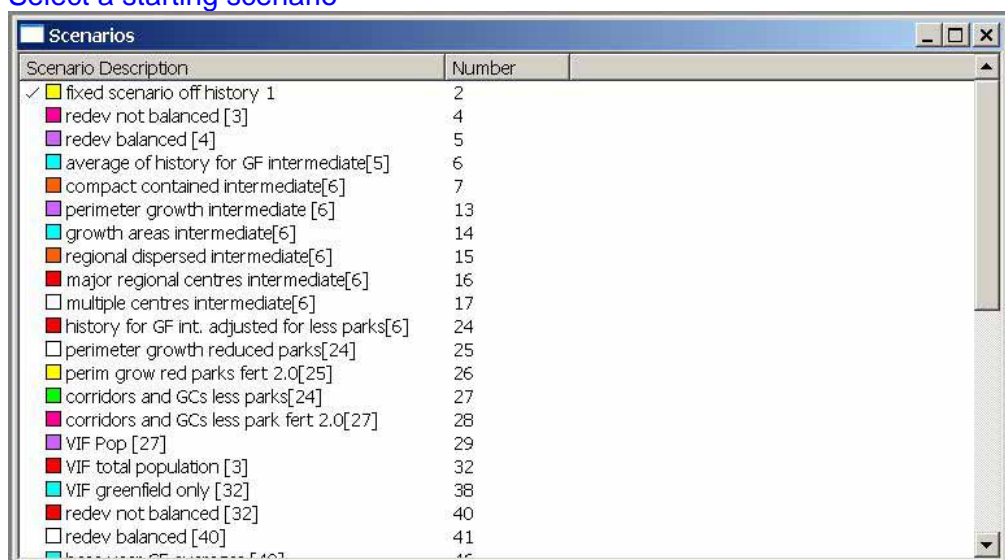 Select a starting scenario
Scenarios
Scenario Description Number
fixed scenario off history 1 2
redev not balanced [3] 4
redev balanced [4] 5
average of history for GF intermediate[5] 6
compact contained intermediate[6] 7
perimeter growth intermediate [6] 13
growth areas intermediate[6] 14
regional dispersed intermediate[6] 15
major regional centres intermediate[6] 16
multiple centres intermediate[6] 17
history for GF int. adjusted for less parks[6] 24
perimeter growth reduced parks[24] 25
perim grow red parks fert 2.0[25] 26
corridors and GCs less parks[24] 27
corridors and GCs less park fert 2.0[27] 28
VIF Pop [27] 29
VIF total population [3] 32
VIF greenfield only [32] 38
redev not balanced [32] 40
redev balanced [40] 41